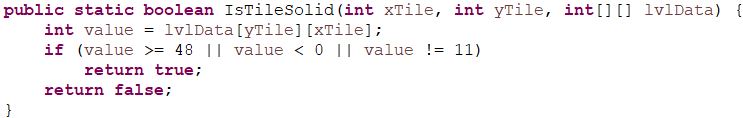 public static boolean IsTileSolid(int xTile, int yTile, int[][] lvlData) {
    int value = lvlData[yTile][xTile];
    if (value >= 48 || value < 0 || value != 11)
        return true;
    return false;
}